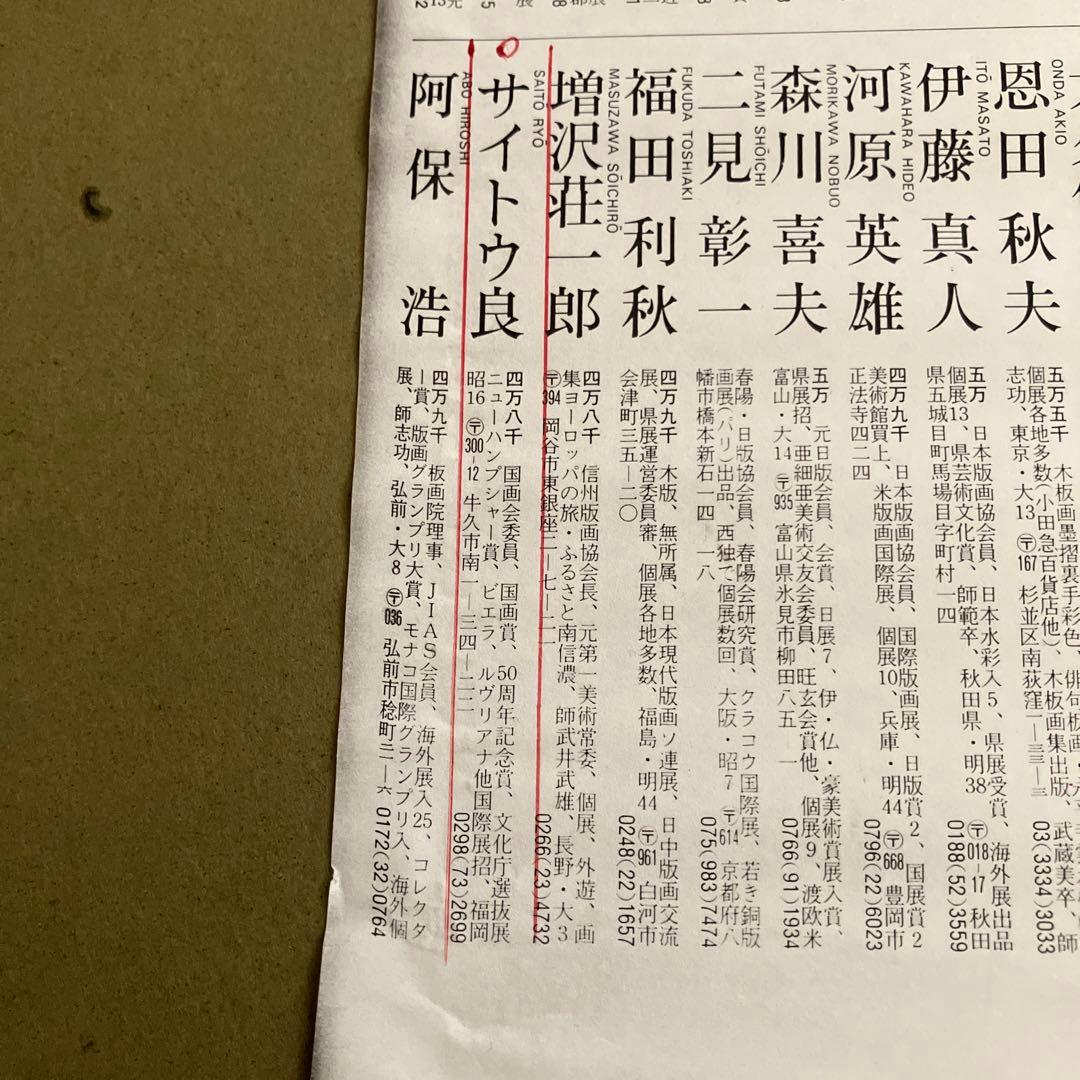 ONDA AKIO
恩田秋夫
五万五千 木板画墨摺裏手彩色、俳句板画
個展各地多数(小田急百貨店他)、木板画集出版、武蔵美卒、師
志功、東京・大13 〒167 杉並区南荻窪一-三三-三 03(3334)3033
ITŌ MASATO
伊藤真人
五万 日本版画協会員、日本水彩入5、県展受賞、海外展出品
個展13、県芸術文化賞、師範卒、秋田県・明38 〒018-17 秋田
県五城目町馬場目字町村一四 0188(52)3559
KAWAHARA HIDEO
河原英雄
四万九千 日本版画協会員、国際版画展、日版賞2、国展賞2
美術館買上、米版画国際展、個展10、兵庫・明44 〒668 豊岡市
正法寺四二四 0796(22)6023
MORIKAWA NOBUO
森川喜夫
五万 元日版会員、会賞、日展7、伊・仏・豪美術賞展入賞、
県展招、亜細亜美術交友会委員、旺玄会賞他、個展9、渡欧米
富山・大14 〒935 富山県氷見市柳田八五一 0766(91)1934
FUTAMI SHŌICHI
二見彰一
春陽・日版協会員、春陽会研究賞、クラコウ国際展、若き銅版
画展(パリ)出品、西独で個展数回、大阪・昭7 〒614 京都府八
幡市橋本新石一四-一八 075(983)7474
FUKUDA TOSHIAKI
福田利秋
四万九千 木版、無所属、日本現代版画ソ連展、日中版画交流
展、県展運営委員審、個展各地多数、福島・明44 〒961 白河市
会津町三五-二〇 0248(22)1657
MASUZAWA SŌICHIRŌ
増沢荘一郎
四万八千 信州版画協会長、元第一美術常委、個展、外遊、画
集ヨーロッパの旅・ふるさと南信濃、師武井武雄、長野・大3
〒394 岡谷市東銀座二-七-二一 0266(23)4732
SAITŌ RYŌ
サイトウ良
四万八千 国画会委員、国画賞、50周年記念賞、文化庁選抜展
ニューハンプシャー賞、ビエラ、ルヴリアナ他国際展招、福岡
昭16 〒300-12 牛久市南一-三四-二二 0298(73)2699
ABO HIROSHI
阿保浩
四万九千 板画院理事、JIAS会員、海外展入25、コレクタ
ー賞、版画グランプリ大賞、モナコ国際グランプリ入、海外個
展、師志功、弘前・大8 〒036 弘前市稔町三-六 0172(32)0764